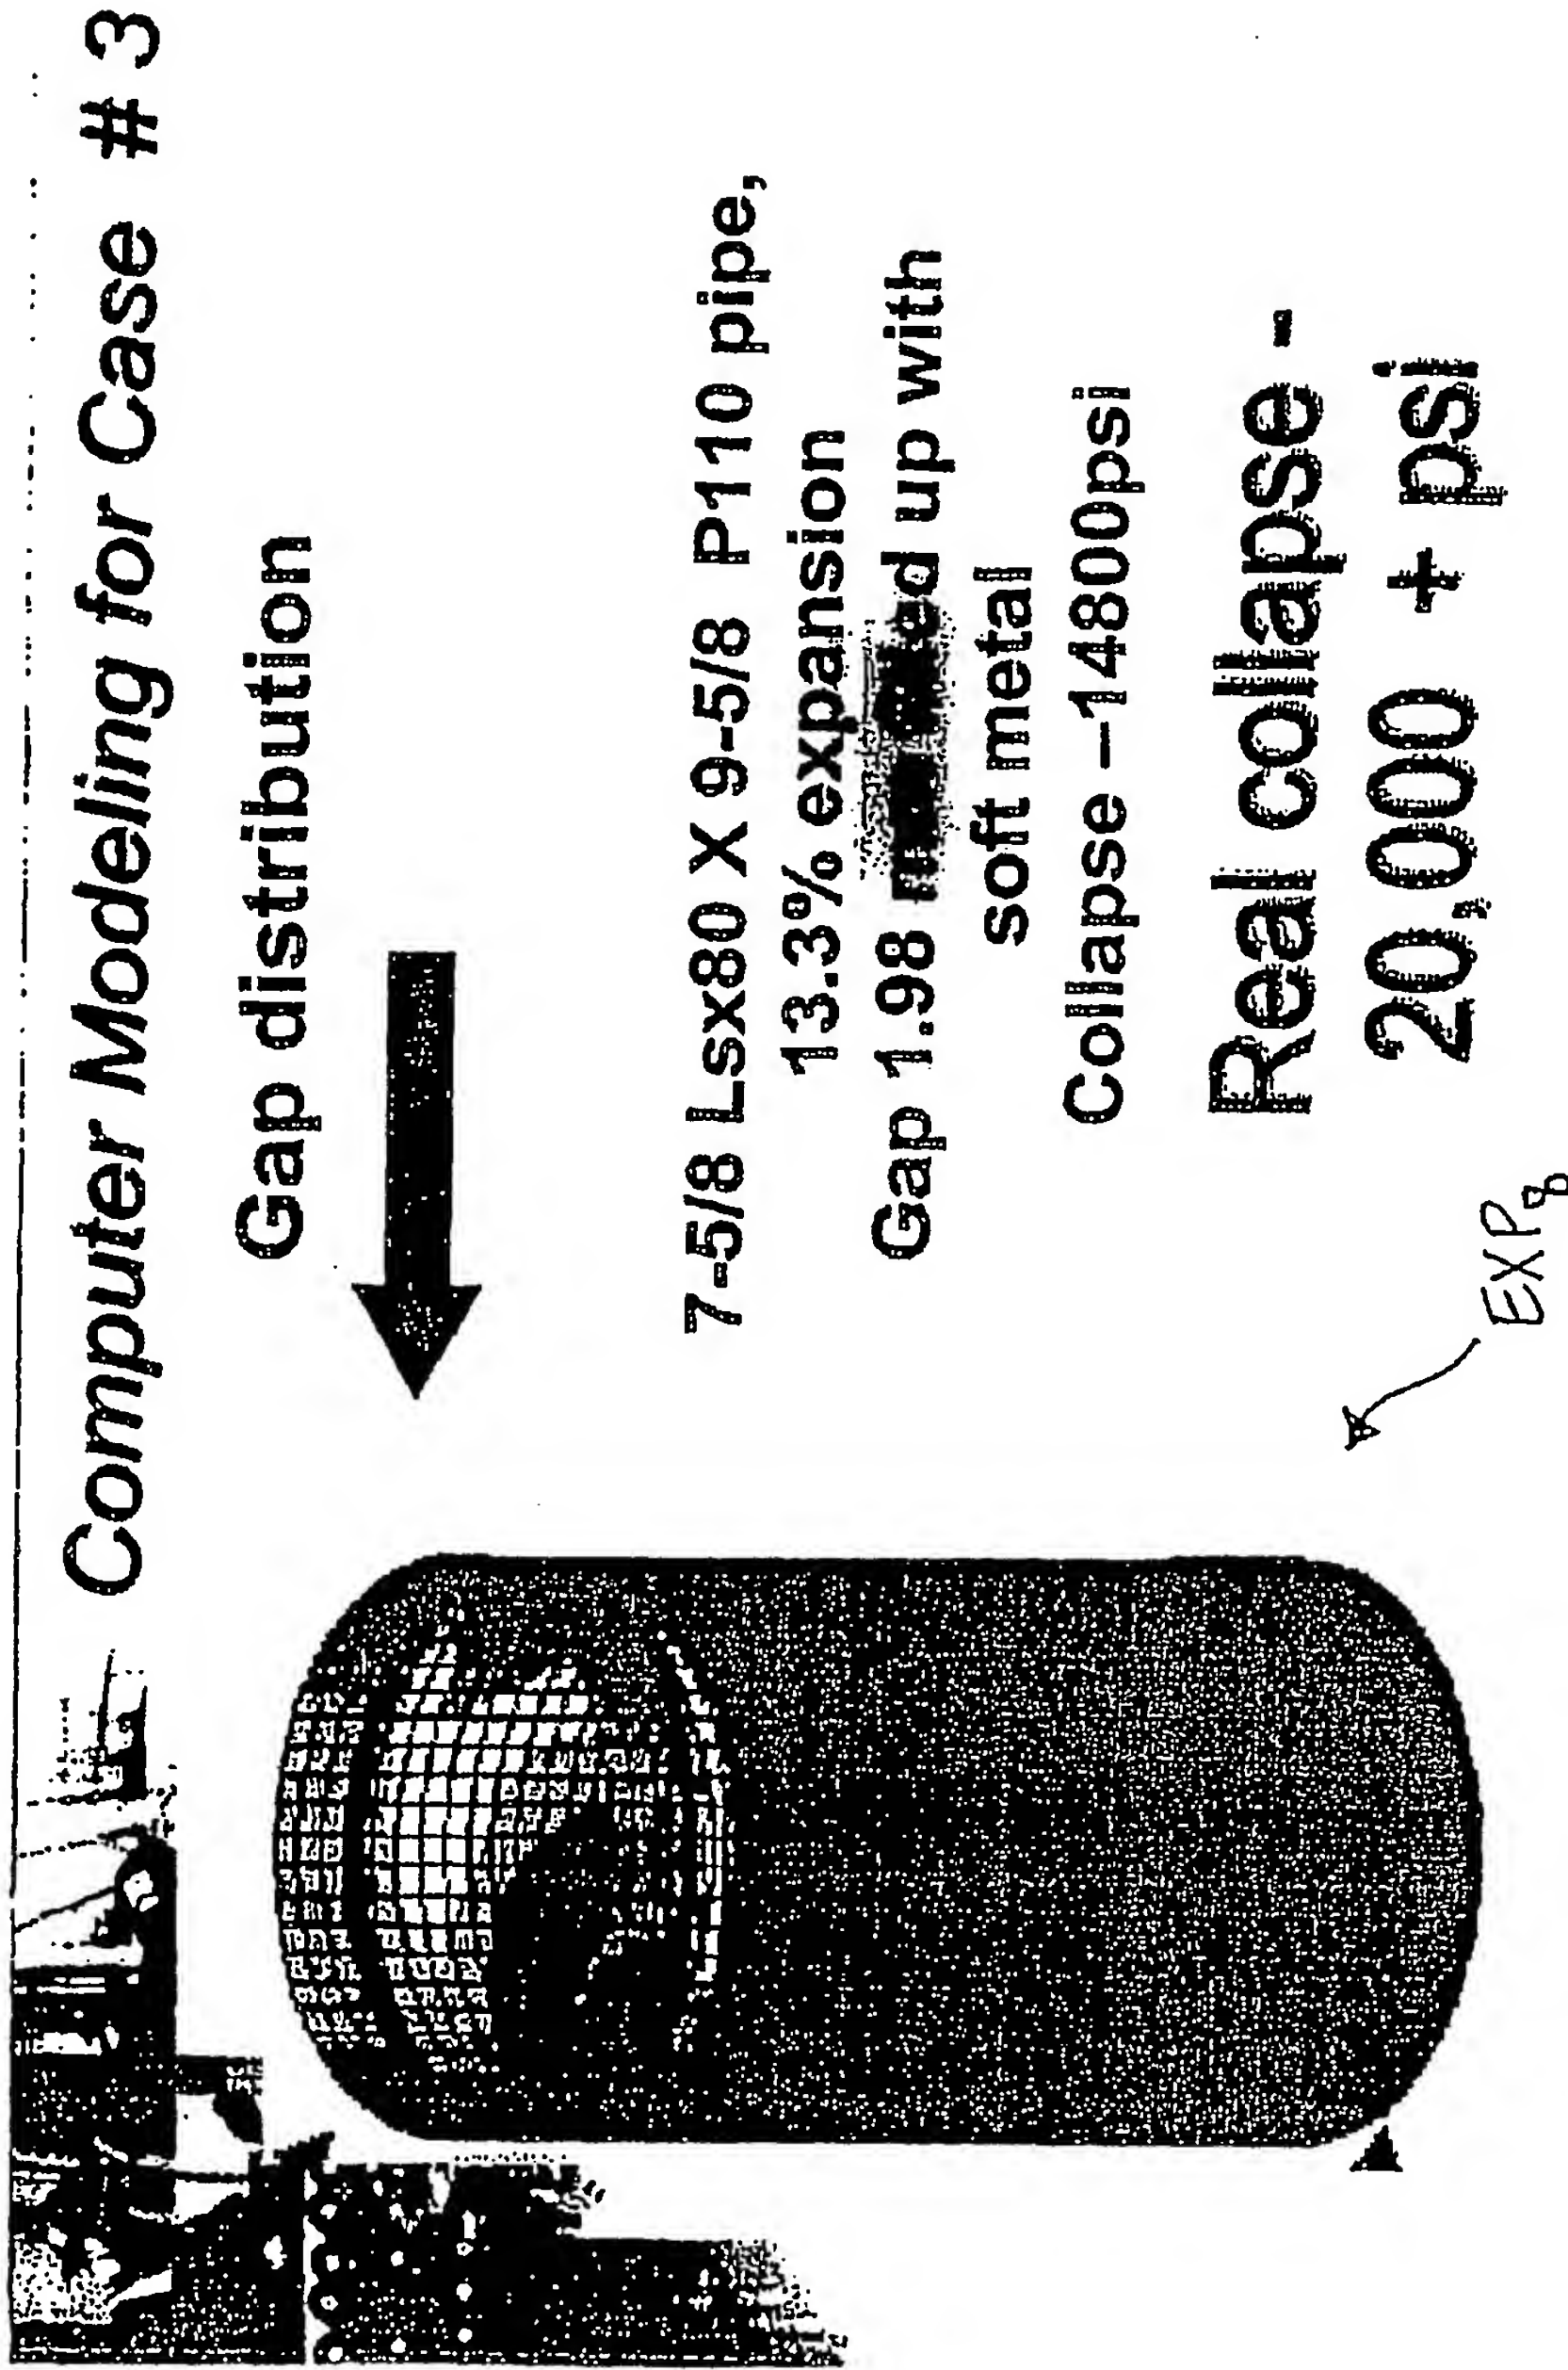 Computer Modeling for Case # 3
Gap distribution
7-5/8 Lsx80 X 9-5/8 P110 pipe,
13.3% expansion
Gap 1.98 up with
soft metal
Collapse –14800psi
Real collapse -
20,000 + psi
EXP 8